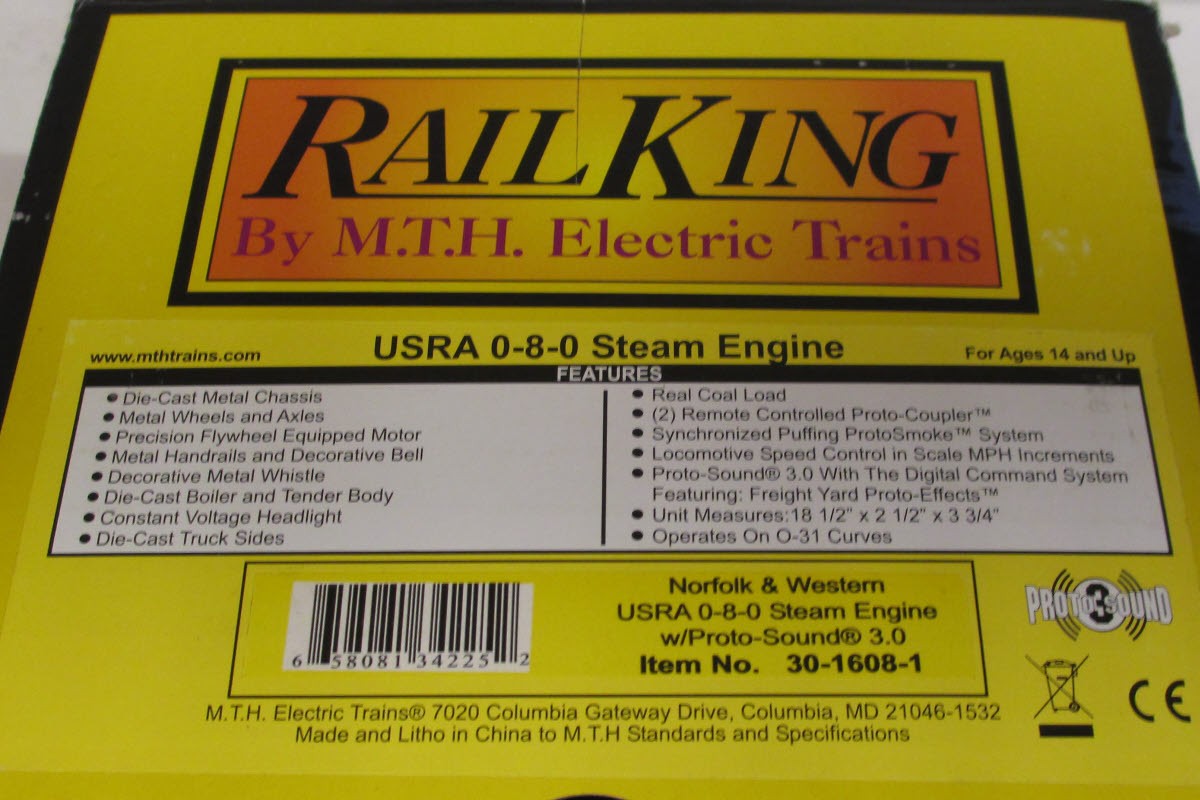 RAILKING
By M.T.H. Electric Trains
www.mthtrains.com
USRA 0-8-0 Steam Engine
For Ages 14 and Up
FEATURES
● Die-Cast Metal Chassis
● Metal Wheels and Axles
● Precision Flywheel Equipped Motor
● Metal Handrails and Decorative Bell
● Decorative Metal Whistle
● Die-Cast Boiler and Tender Body
● Constant Voltage Headlight
● Die-Cast Truck Sides
● Real Coal Load
● (2) Remote Controlled Proto-Coupler™
● Synchronized Puffing ProtoSmoke™ System
● Locomotive Speed Control in Scale MPH Increments
● Proto-Sound® 3.0 With The Digital Command System
Featuring: Freight Yard Proto-Effects™
● Unit Measures:18 1/2" x 2 1/2" x 3 3/4"
● Operates On O-31 Curves
6 58081 34225 2
Norfolk & Western
USRA 0-8-0 Steam Engine
w/Proto-Sound® 3.0
Item No. 30-1608-1
PROTO 3 SOUND
CE
M.T.H. Electric Trains® 7020 Columbia Gateway Drive, Columbia, MD 21046-1532
Made and Litho in China to M.T.H Standards and Specifications